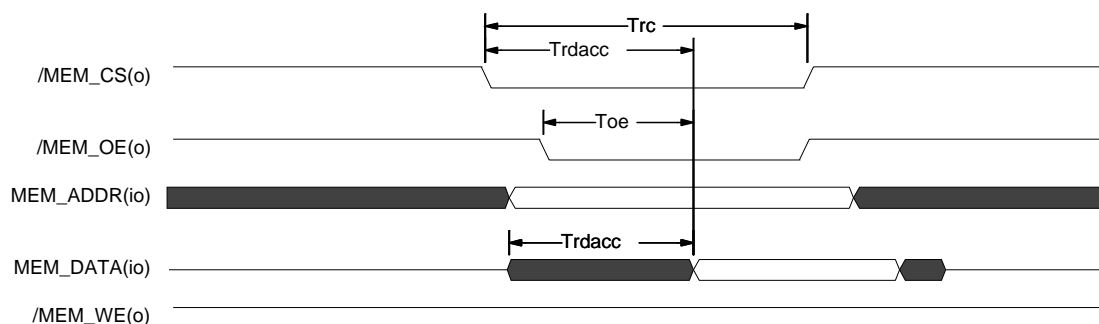 Trc
Trdacc
/MEM_CS(o)
Toe
/MEM_OE(o)
MEM_ADDR(io)
Trdacc
MEM_DATA(io)
/MEM_WE(o)